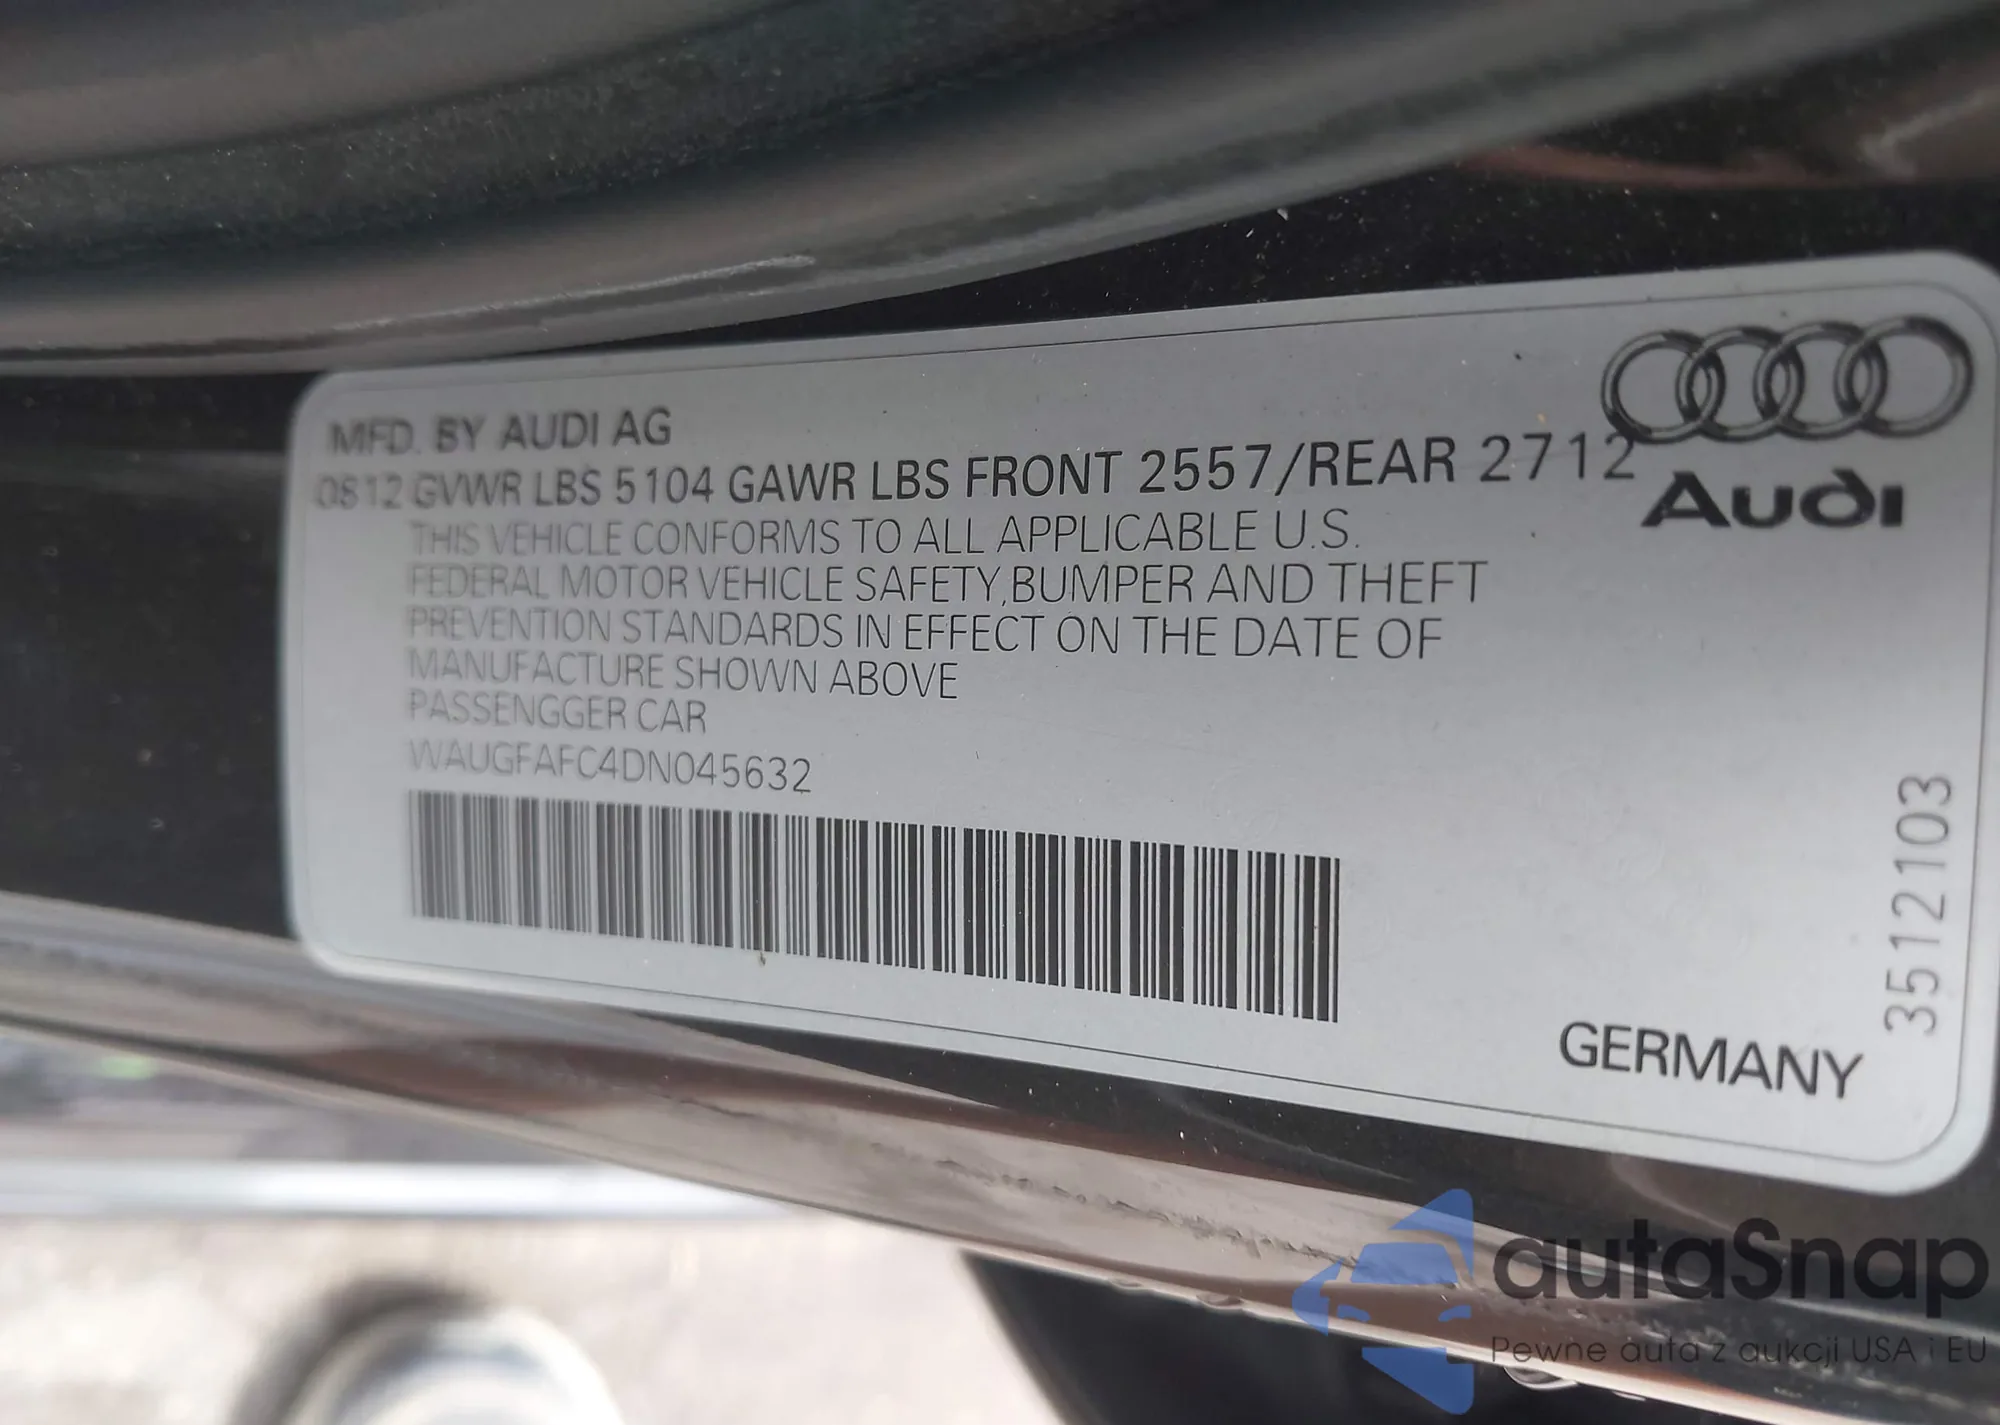 MFD. BY AUDI AG
0812 GVWR LBS 5104 GAWR LBS FRONT 2557/REAR 2712
THIS VEHICLE CONFORMS TO ALL APPLICABLE U.S.
FEDERAL MOTOR VEHICLE SAFETY,BUMPER AND THEFT
PREVENTION STANDARDS IN EFFECT ON THE DATE OF
MANUFACTURE SHOWN ABOVE
PASSENGGER CAR
WAUGFAFC4DN045632
Audi
3512103
GERMANY
autaSnap
Pewne auta z aukcji USA i EU